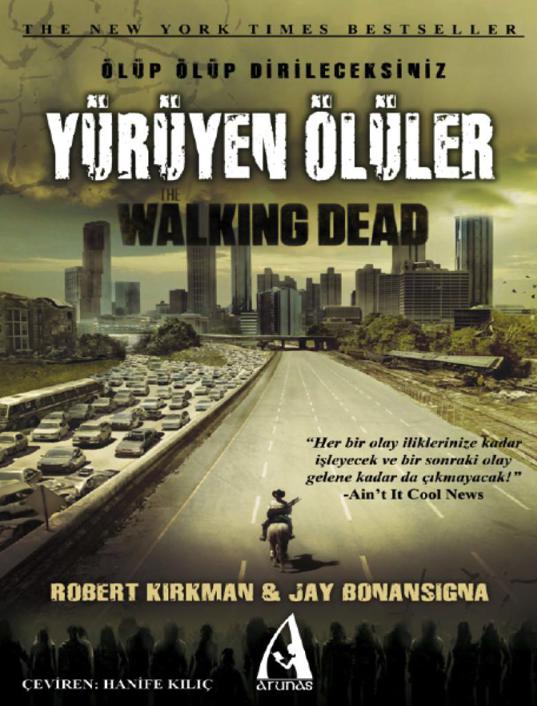 THE NEW YORK TIMES BESTSELLER
ÖLÜP ÖLÜP DİRİLECEKSİNİZ
YÜRÜYEN ÖLÜLER
THE
WALKING DEAD
“Her bir olay iliklerinize kadar
işleyecek ve bir sonraki olay
gelene kadar da çıkmayacak!”
-Ain’t It Cool News
ROBERT KIRKMAN & JAY BONANSIGNA
arunas
ÇEVİREN: HANİFE KILIÇ